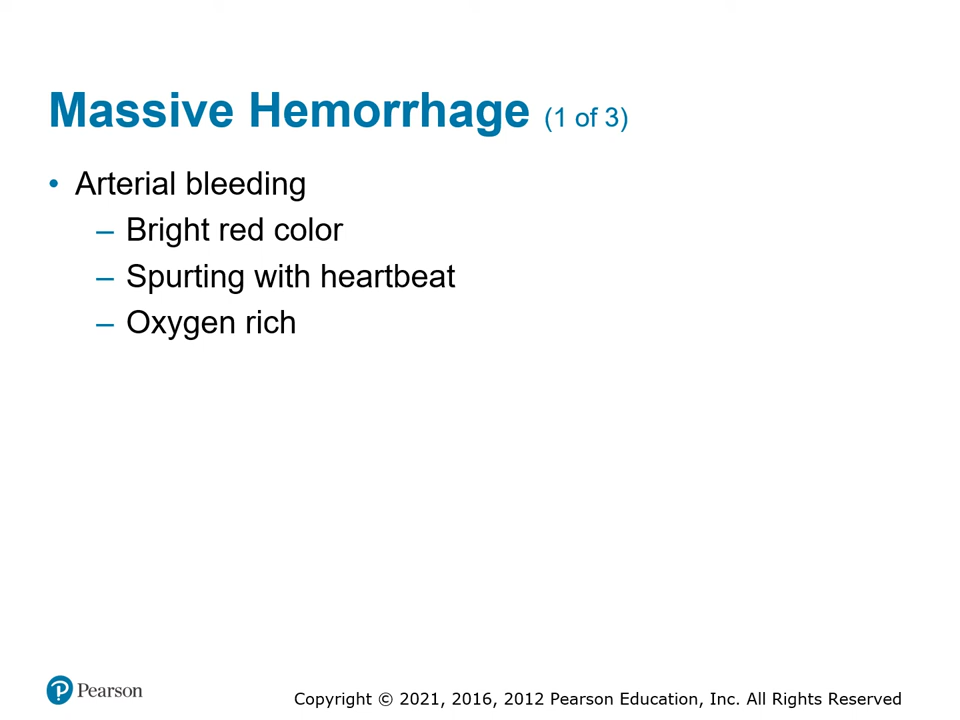 Massive Hemorrhage (1 of 3)
• Arterial bleeding
– Bright red color
– Spurting with heartbeat
– Oxygen rich
Pearson
Copyright © 2021, 2016, 2012 Pearson Education, Inc. All Rights Reserved